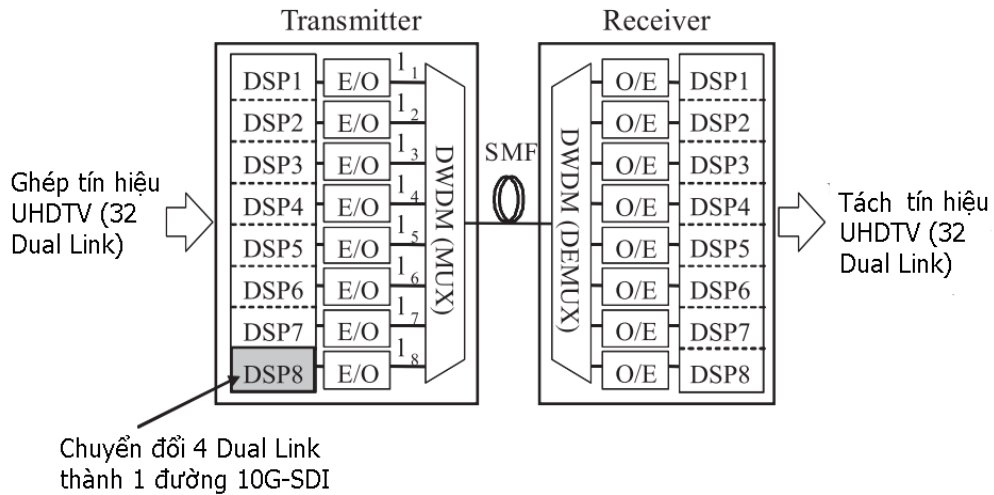 Transmitter
Receiver
DSP1 E/O 1 1
DSP2 E/O 1 2
DSP3 E/O 1 3
DSP4 E/O 1 4
DSP5 E/O 1 5
DSP6 E/O 1 6
DSP7 E/O 1 7
DSP8 E/O 1 8
DWDM (MUX)
SMF
DWDM (DEMUX)
O/E DSP1
O/E DSP2
O/E DSP3
O/E DSP4
O/E DSP5
O/E DSP6
O/E DSP7
O/E DSP8
Ghép tín hiệu
UHDTV (32
Dual Link)
Tách tín hiệu
UHDTV (32
Dual Link)
Chuyển đổi 4 Dual Link
thành 1 đường 10G-SDI